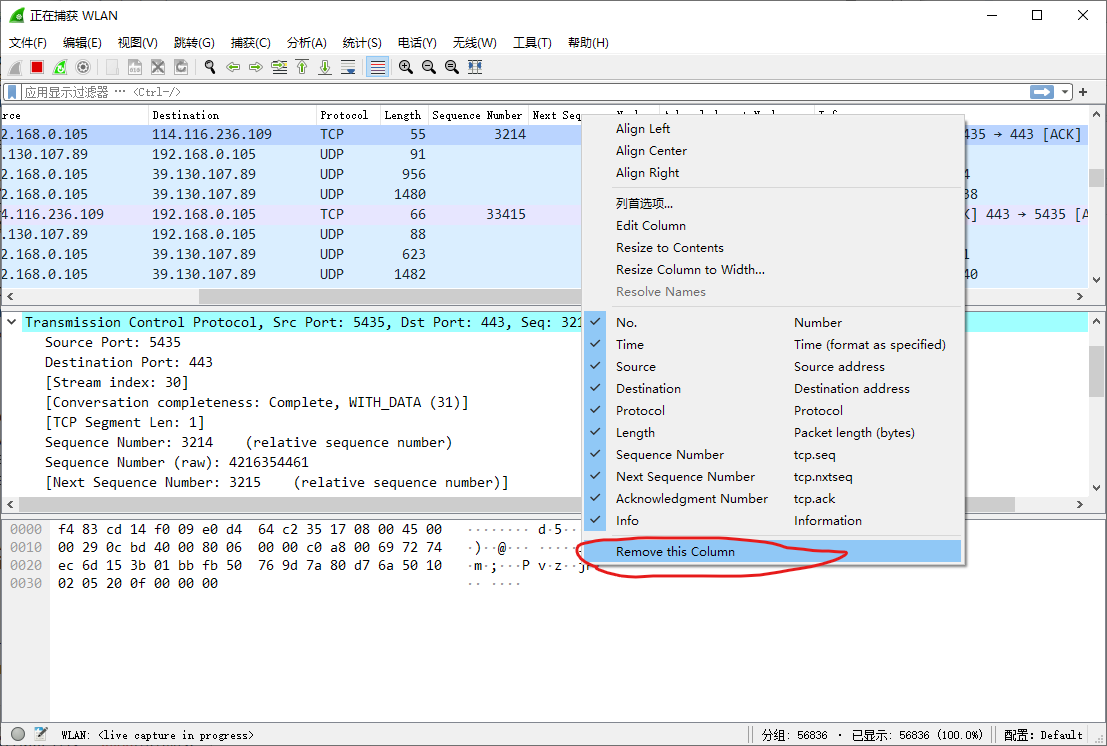 正在捕获 WLAN
文件(F) 编辑(E) 视图(V) 跳转(G) 捕获(C) 分析(A) 统计(S) 电话(Y) 无线(W) 工具(T) 帮助(H)
应用显示过滤器 … <Ctrl-/>
rce Destination Protocol Length Sequence Number Next Seq
2.168.0.105 114.116.236.109 TCP 55 3214 435 → 443 [ACK]
.130.107.89 192.168.0.105 UDP 91
2.168.0.105 39.130.107.89 UDP 956 4
2.168.0.105 39.130.107.89 UDP 1480 38
4.116.236.109 192.168.0.105 TCP 66 33415 K] 443 → 5435 [A
.130.107.89 192.168.0.105 UDP 88
2.168.0.105 39.130.107.89 UDP 623 1
2.168.0.105 39.130.107.89 UDP 1482 40
Align Left
Align Center
Align Right
列首选项...
Edit Column
Resize to Contents
Resize Column to Width...
Resolve Names
No. Number
Time Time (format as specified)
Source Source address
Destination Destination address
Protocol Protocol
Length Packet length (bytes)
Sequence Number tcp.seq
Next Sequence Number tcp.nxtseq
Acknowledgment Number tcp.ack
Info Information
Remove this Column
Transmission Control Protocol, Src Port: 5435, Dst Port: 443, Seq: 321
Source Port: 5435
Destination Port: 443
[Stream index: 30]
[Conversation completeness: Complete, WITH_DATA (31)]
[TCP Segment Len: 1]
Sequence Number: 3214 (relative sequence number)
Sequence Number (raw): 4216354461
[Next Sequence Number: 3215 (relative sequence number)]
0000 f4 83 cd 14 f0 09 e0 d4 64 c2 35 17 08 00 45 00 ········ d·5··
0010 00 29 0c bd 40 00 80 06 00 00 c0 a8 00 69 72 74 ·)··@··· ······
0020 ec 6d 15 3b 01 bb fb 50 76 9d 7a 80 d7 6a 50 10 ·m·;···P v·z··j
0030 02 05 20 0f 00 00 00 ·· ····
WLAN: <live capture in progress> 分组: 56836 · 已显示: 56836 (100.0%) 配置: Default